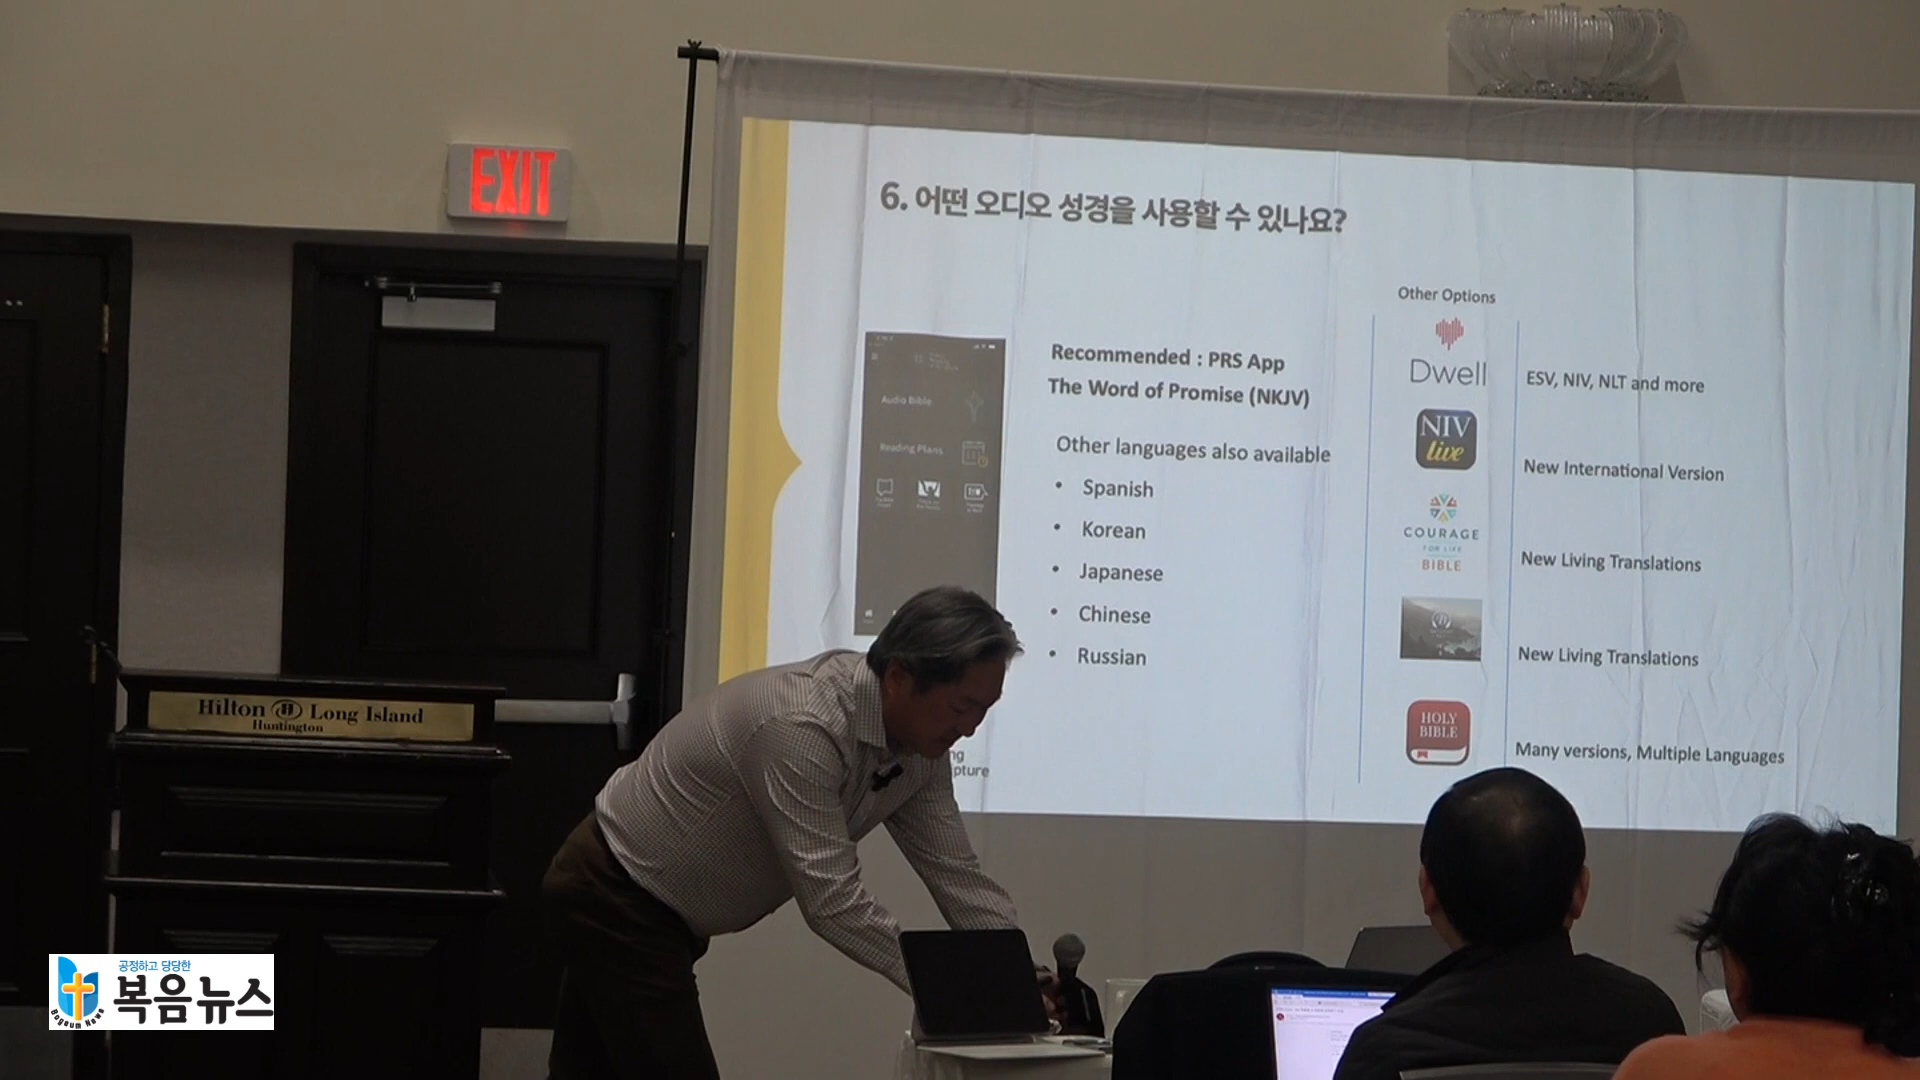 EXIT
6. 어떤 오디오 성경을 사용할 수 있나요?
Audio Bible
Reading Plans
Recommended : PRS App
The Word of Promise (NKJV)
Other languages also available
• Spanish
• Korean
• Japanese
• Chinese
• Russian
Other Options
Dwell
ESV, NIV, NLT and more
NIV
live
New International Version
COURAGE
FOR LIFE
BIBLE
New Living Translations
New Living Translations
HOLY
BIBLE
Many versions, Multiple Languages
Hilton Long Island
Huntington
공정하고 당당한
복음뉴스
Bogeum News